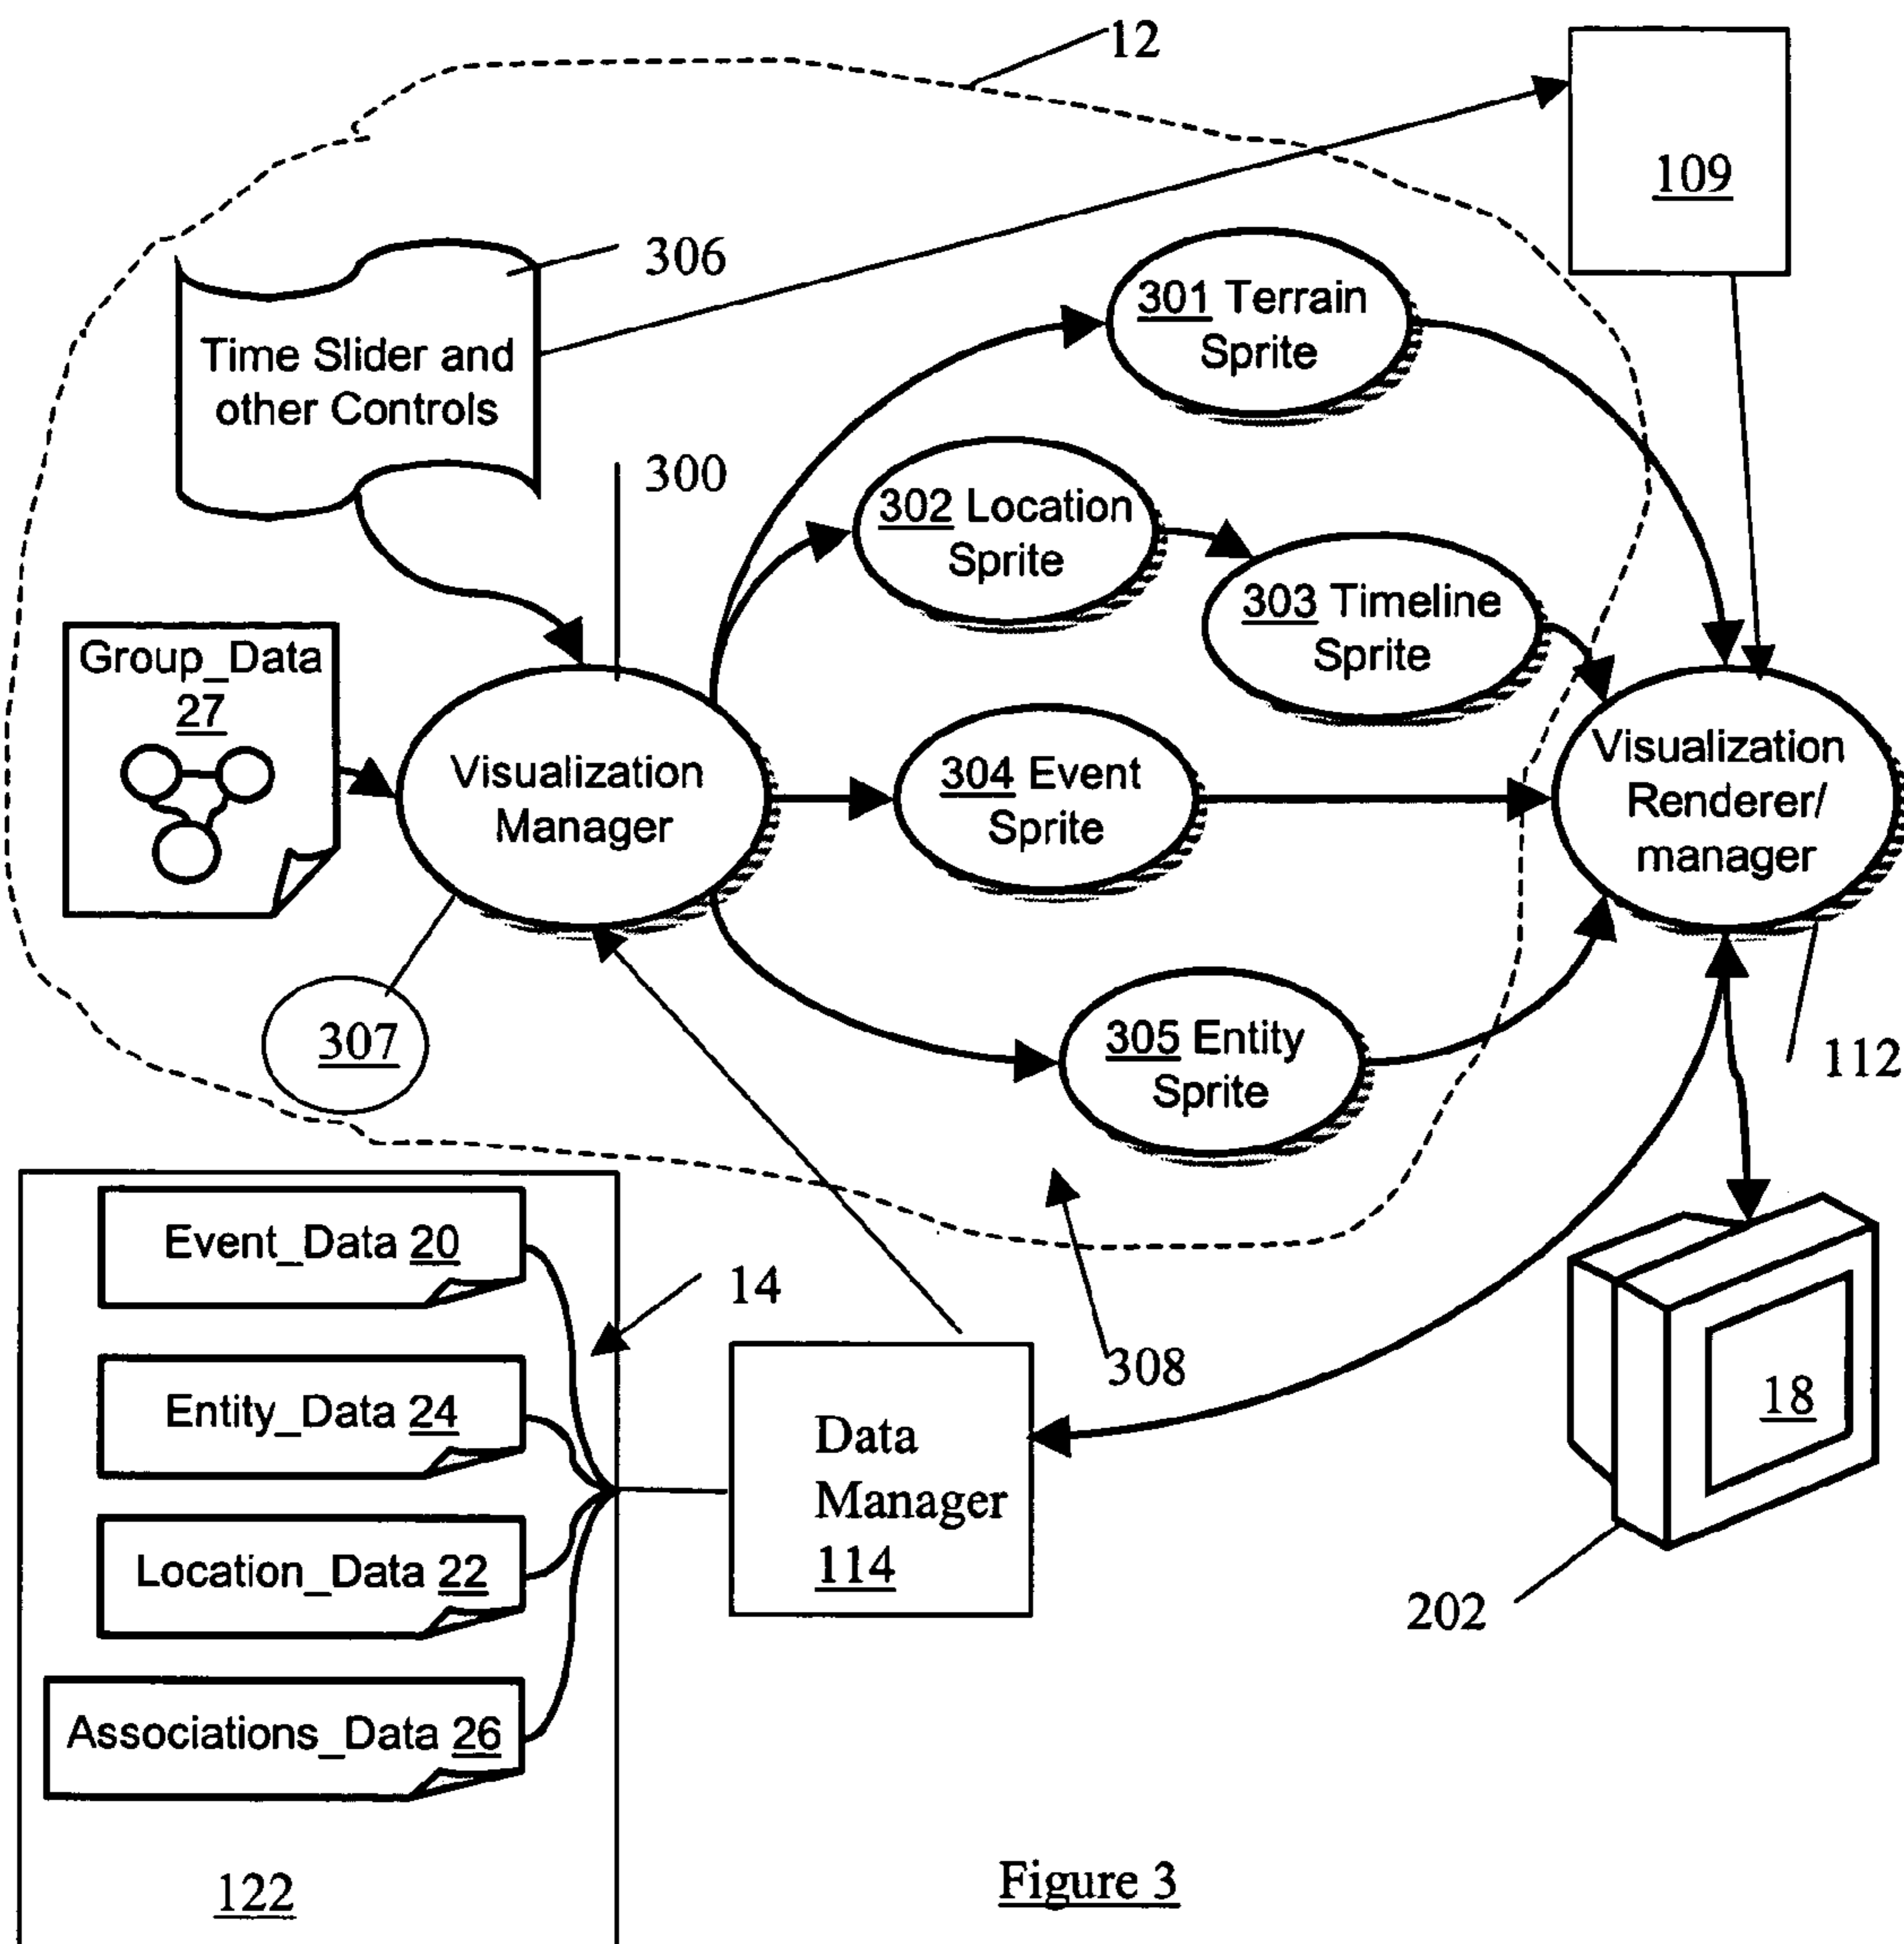 12
109
306
301 Terrain
Sprite
Time Slider and
other Controls
300
302 Location
Sprite
303 Timeline
Sprite
Group_Data
27
Visualization
Manager
304 Event
Sprite
Visualization
Renderer/
manager
307
305 Entity
Sprite
112
Event_Data 20
14
308
Entity_Data 24
Data
Manager
114
18
Location_Data 22
202
Associations_Data 26
122
Figure 3